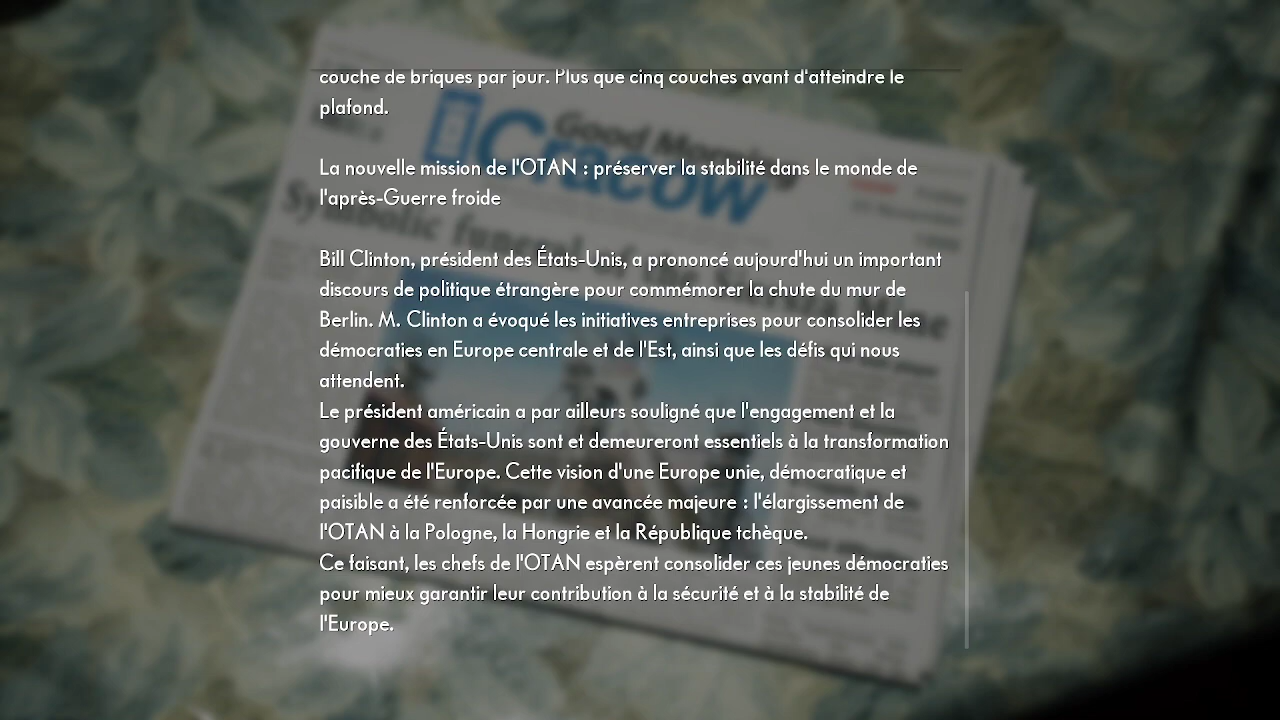 couche de briques par jour. Plus que cinq couches avant d'atteindre le
plafond.
La nouvelle mission de l'OTAN : préserver la stabilité dans le monde de
l'après-Guerre froide
Bill Clinton, président des États-Unis, a prononcé aujourd'hui un important
discours de politique étrangère pour commémorer la chute du mur de
Berlin. M. Clinton a évoqué les initiatives entreprises pour consolider les
démocraties en Europe centrale et de l'Est, ainsi que les défis qui nous
attendent.
Le président américain a par ailleurs souligné que l'engagement et la
gouverne des États-Unis sont et demeureront essentiels à la transformation
pacifique de l'Europe. Cette vision d'une Europe unie, démocratique et
paisible a été renforcée par une avancée majeure : l'élargissement de
l'OTAN à la Pologne, la Hongrie et la République tchèque.
Ce faisant, les chefs de l'OTAN espèrent consolider ces jeunes démocraties
pour mieux garantir leur contribution à la sécurité et à la stabilité de
l'Europe.
Good Morning
Cracow
Symbolic funeral of the